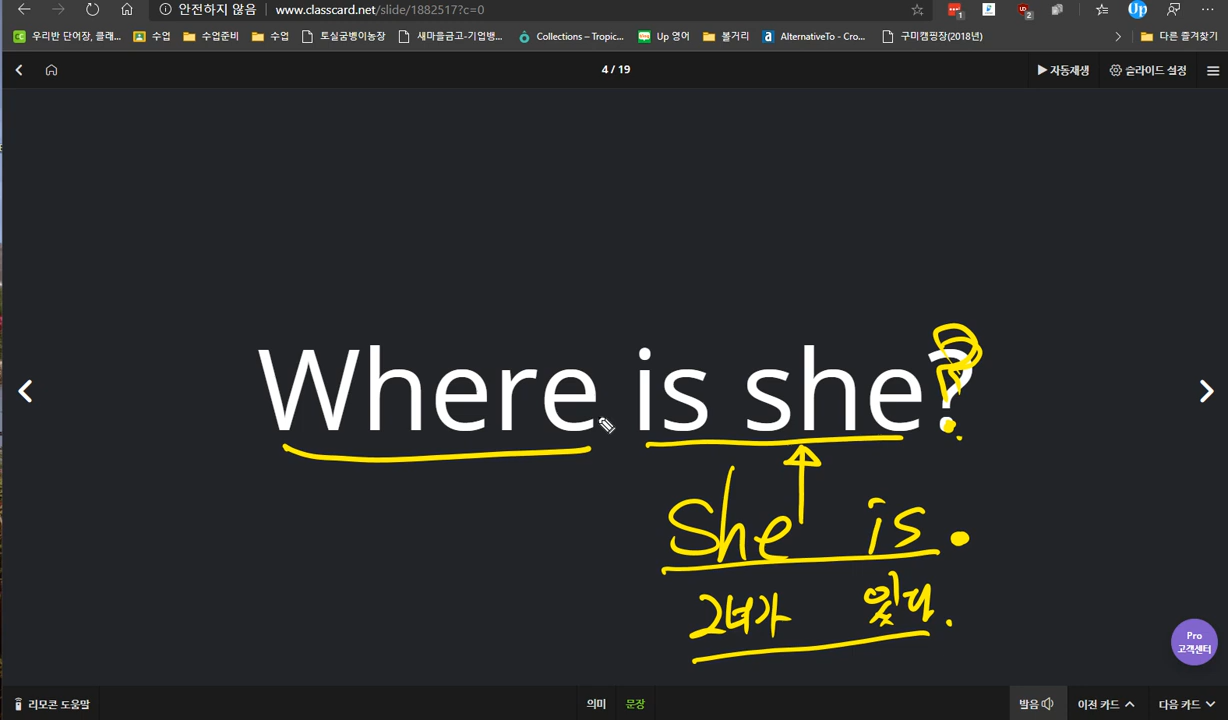 안전하지 않음 www.classcard.net/slide/1882517?c=0
우리반 단어장, 클래... 수업 수업준비 수업 토실굼벵이농장 새마을금고-기업뱅... Collections – Tropic... Up 영어 볼거리 AlternativeTo - Cro... 구미캠핑장(2018년) 다른 즐겨찾기
4 / 19 자동재생 슬라이드 설정
Where is she?
She is.
그녀가 있다.
Pro
고객센터
리모콘 도움말 의미 문장 발음 이전 카드 다음 카드